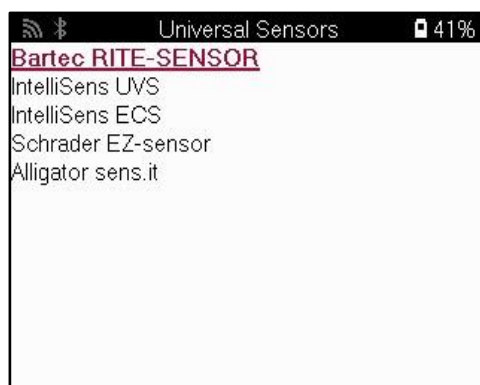 Universal Sensors 41%
Bartec RITE-SENSOR
IntelliSens UVS
IntelliSens ECS
Schrader EZ-sensor
Alligator sens.it